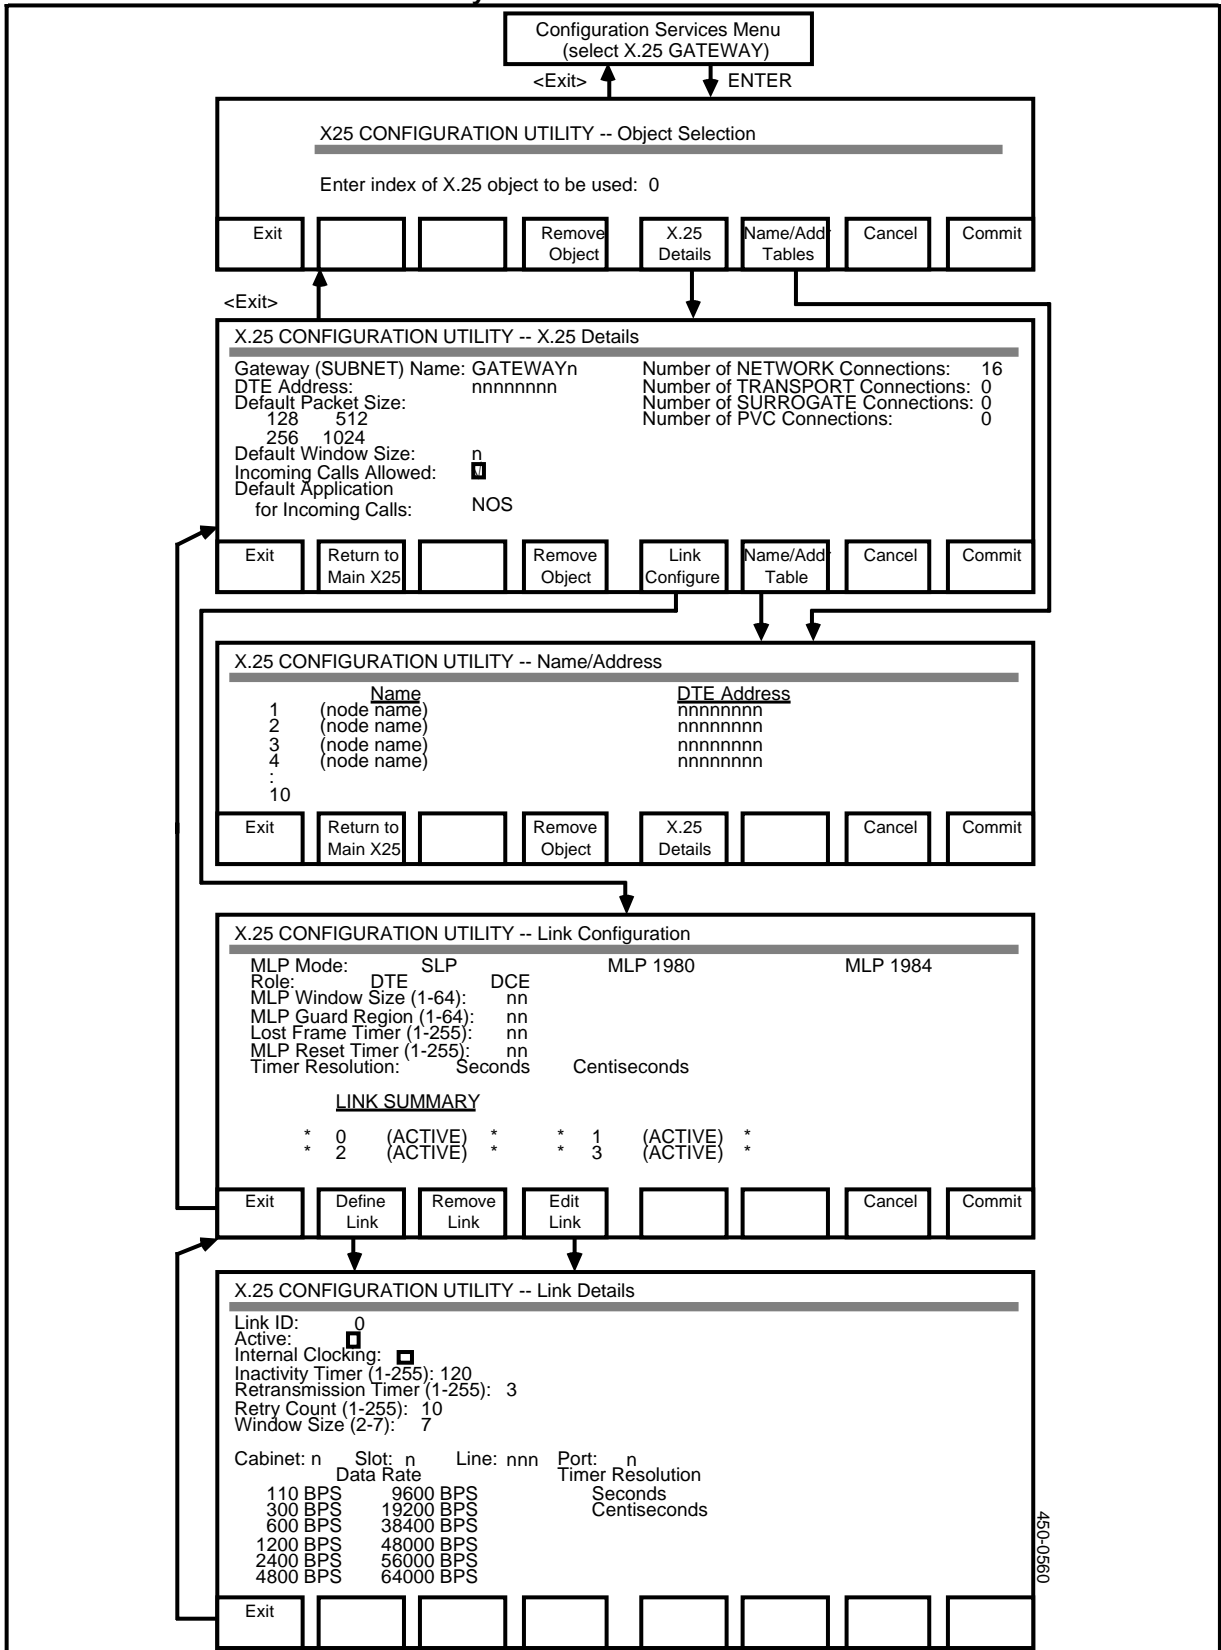 Configuration Services Menu
(select X.25 GATEWAY)
<Exit> ENTER
X25 CONFIGURATION UTILITY -- Object Selection
Enter index of X.25 object to be used: 0
Exit Remove Object X.25 Details Name/Addr Tables Cancel Commit
<Exit>
X.25 CONFIGURATION UTILITY -- X.25 Details
Gateway (SUBNET) Name: GATEWAYn Number of NETWORK Connections: 16
DTE Address: nnnnnnnn Number of TRANSPORT Connections: 0
Default Packet Size: Number of SURROGATE Connections: 0
128 512 Number of PVC Connections: 0
256 1024
Default Window Size: n
Incoming Calls Allowed:
Default Application
for Incoming Calls: NOS
Exit Return to Main X25 Remove Object Link Configure Name/Addr Table Cancel Commit
X.25 CONFIGURATION UTILITY -- Name/Address
Name DTE Address
1 (node name) nnnnnnnn
2 (node name) nnnnnnnn
3 (node name) nnnnnnnn
4 (node name) nnnnnnnn
:
10
Exit Return to Main X25 Remove Object X.25 Details Cancel Commit
X.25 CONFIGURATION UTILITY -- Link Configuration
MLP Mode: SLP MLP 1980 MLP 1984
Role: DTE DCE
MLP Window Size (1-64): nn
MLP Guard Region (1-64): nn
Lost Frame Timer (1-255): nn
MLP Reset Timer (1-255): nn
Timer Resolution: Seconds Centiseconds
LINK SUMMARY
* 0 (ACTIVE) * * 1 (ACTIVE) *
* 2 (ACTIVE) * * 3 (ACTIVE) *
Exit Define Link Remove Link Edit Link Cancel Commit
X.25 CONFIGURATION UTILITY -- Link Details
Link ID: 0
Active:
Internal Clocking:
Inactivity Timer (1-255): 120
Retransmission Timer (1-255): 3
Retry Count (1-255): 10
Window Size (2-7): 7
Cabinet: n Slot: n Line: nnn Port: n
Data Rate Timer Resolution
110 BPS 9600 BPS Seconds
300 BPS 19200 BPS Centiseconds
600 BPS 38400 BPS
1200 BPS 48000 BPS
2400 BPS 56000 BPS
4800 BPS 64000 BPS
Exit
450-0560